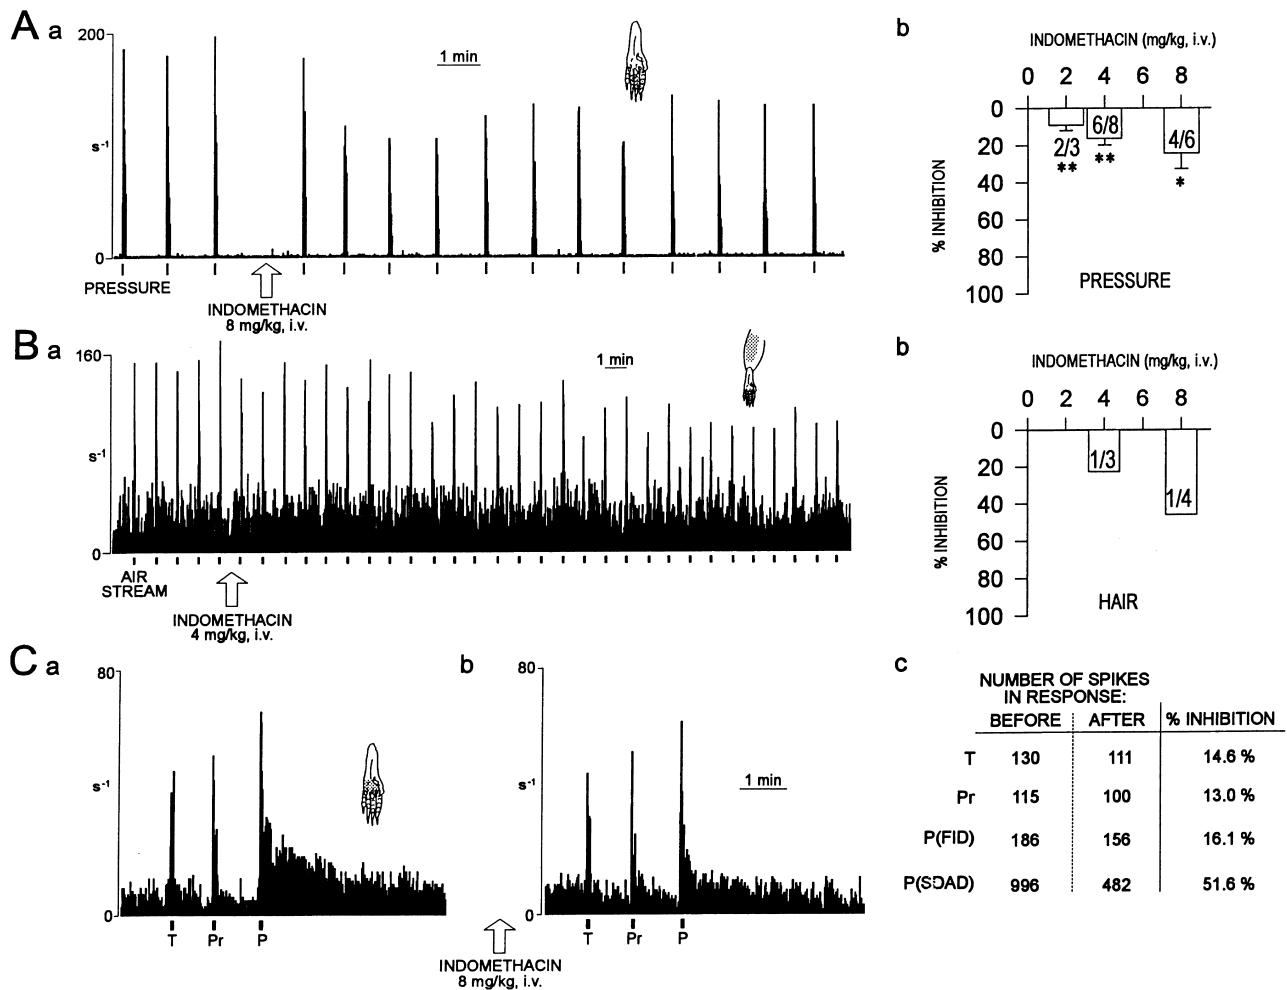 A a
200
s-1
0
1 min
PRESSURE
INDOMETHACIN
8 mg/kg, i.v.
b
INDOMETHACIN (mg/kg, i.v.)
0 2 4 6 8
0
20
40
60
80
100
% INHIBITION
2/3
**
6/8
**
4/6
*
PRESSURE
B a
160
s-1
0
1 min
AIR
STREAM
INDOMETHACIN
4 mg/kg, i.v.
b
INDOMETHACIN (mg/kg, i.v.)
0 2 4 6 8
0
20
40
60
80
100
% INHIBITION
1/3
1/4
HAIR
C a
80
s-1
0
T Pr P
b
80
s-1
0
1 min
T Pr P
INDOMETHACIN
8 mg/kg, i.v.
c
NUMBER OF SPIKES
IN RESPONSE:
BEFORE AFTER % INHIBITION
T 130 111 14.6 %
Pr 115 100 13.0 %
P(FID) 186 156 16.1 %
P(SDAD) 996 482 51.6 %